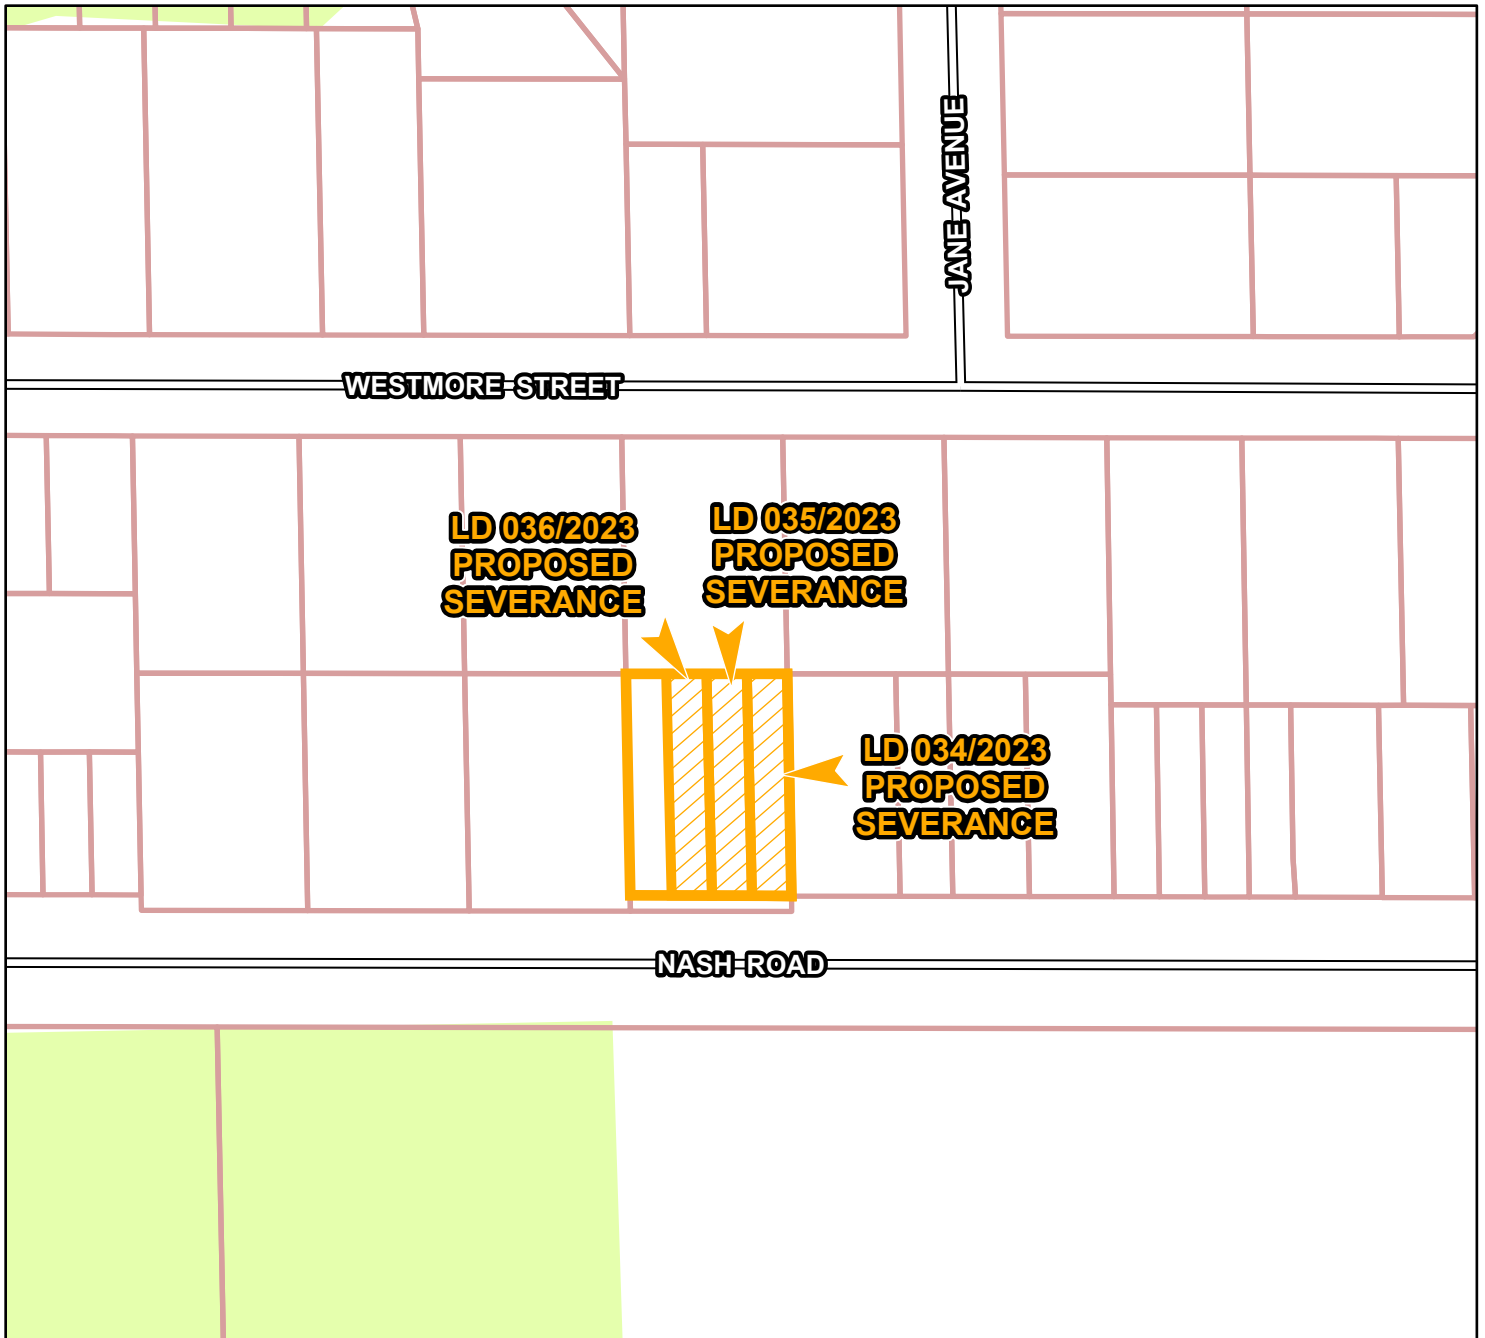 JANE AVENUE
WESTMORE STREET
LD 036/2023
PROPOSED
SEVERANCE
LD 035/2023
PROPOSED
SEVERANCE
LD 034/2023
PROPOSED
SEVERANCE
NASH ROAD